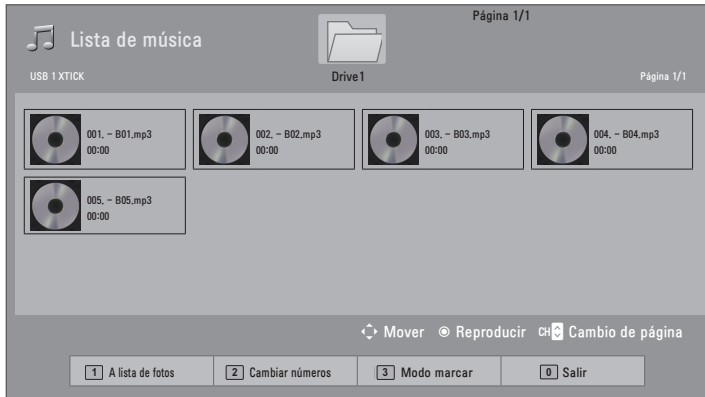 Página 1/1
Lista de música
USB 1 XTICK
Drive1
Página 1/1
001. - B01.mp3
00:00
002. - B02.mp3
00:00
003. - B03.mp3
00:00
004. - B04.mp3
00:00
005. - B05.mp3
00:00
Mover Reproducir CH Cambio de página
1 A lista de fotos 2 Cambiar números 3 Modo marcar 0 Salir